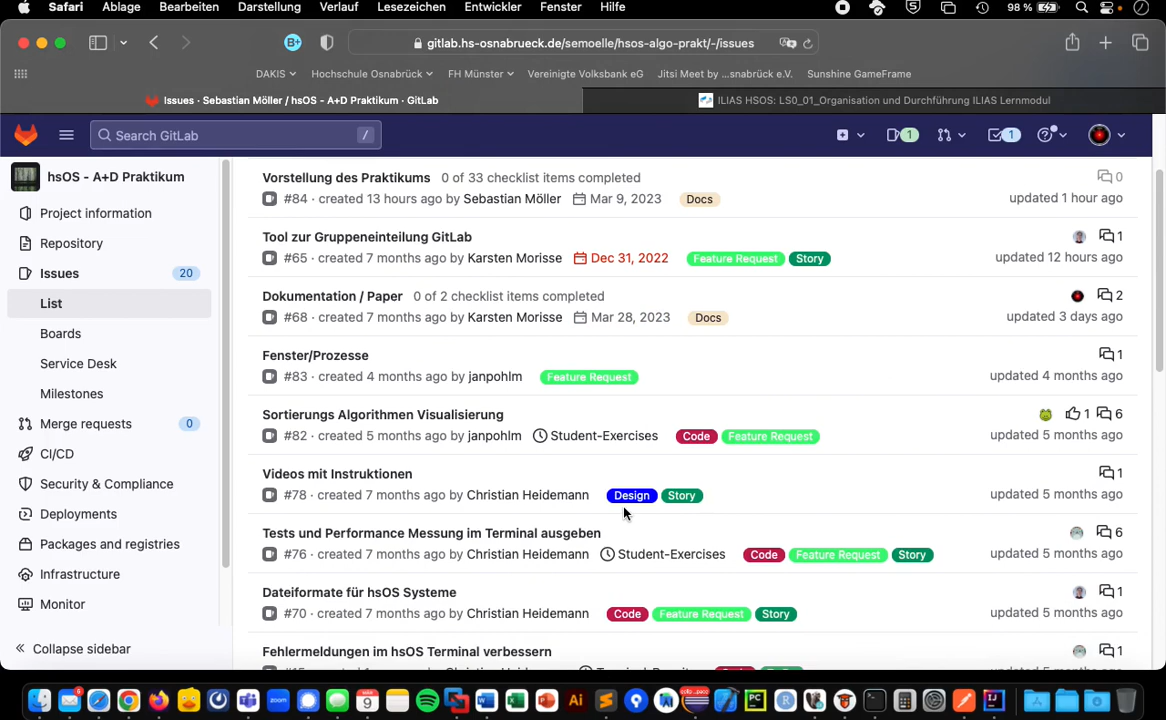 Safari Ablage Bearbeiten Darstellung Verlauf Lesezeichen Entwickler Fenster Hilfe 98 %
gitlab.hs-osnabrueck.de/semoelle/hsos-algo-prakt/-/issues
DAKIS Hochschule Osnabrück FH Münster Vereinigte Volksbank eG Jitsi Meet by ...snabrück e.V. Sunshine GameFrame
Issues · Sebastian Möller / hsOS - A+D Praktikum · GitLab ILIAS HSOS: LS0_01_Organisation und Durchführung ILIAS Lernmodul
Search GitLab / 1 1
hsOS - A+D Praktikum
Project information
Repository
Issues 20
List
Boards
Service Desk
Milestones
Merge requests 0
CI/CD
Security & Compliance
Deployments
Packages and registries
Infrastructure
Monitor
Collapse sidebar
Vorstellung des Praktikums 0 of 33 checklist items completed 0
#84 · created 13 hours ago by Sebastian Möller Mar 9, 2023 Docs updated 1 hour ago
Tool zur Gruppeneinteilung GitLab 1
#65 · created 7 months ago by Karsten Morisse Dec 31, 2022 Feature Request Story updated 12 hours ago
Dokumentation / Paper 0 of 2 checklist items completed 2
#68 · created 7 months ago by Karsten Morisse Mar 28, 2023 Docs updated 3 days ago
Fenster/Prozesse 1
#83 · created 4 months ago by janpohlm Feature Request updated 4 months ago
Sortierungs Algorithmen Visualisierung 1 6
#82 · created 5 months ago by janpohlm Student-Exercises Code Feature Request updated 5 months ago
Videos mit Instruktionen 1
#78 · created 7 months ago by Christian Heidemann Design Story updated 5 months ago
Tests und Performance Messung im Terminal ausgeben 6
#76 · created 7 months ago by Christian Heidemann Student-Exercises Code Feature Request Story updated 5 months ago
Dateiformate für hsOS Systeme 1
#70 · created 7 months ago by Christian Heidemann Code Feature Request Story updated 5 months ago
Fehlermeldungen im hsOS Terminal verbessern 1